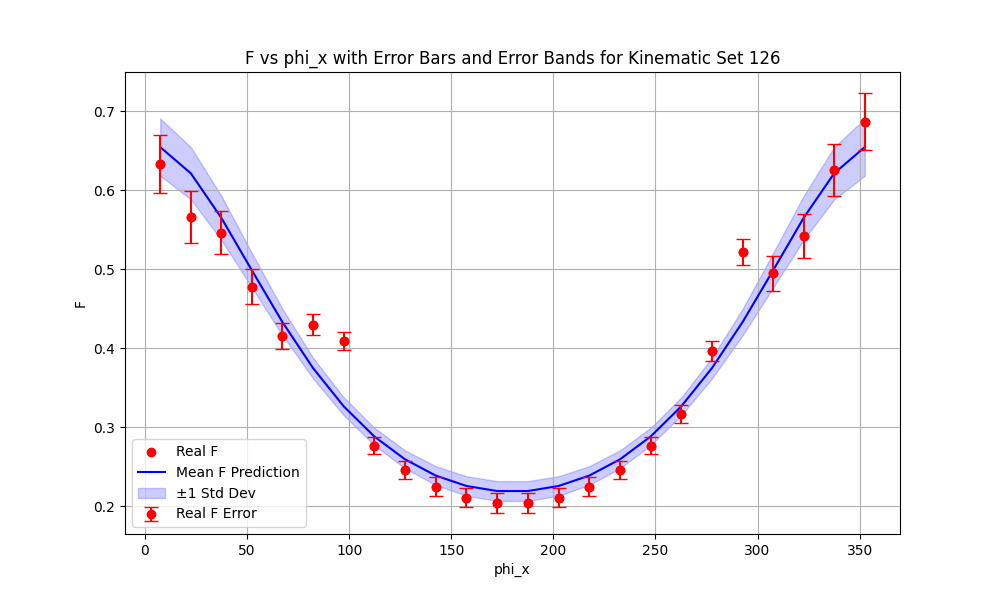 F vs phi_x with Error Bars and Error Bands for Kinematic Set 126
F
0.7
0.6
0.5
0.4
0.3
0.2
Real F
Mean F Prediction
±1 Std Dev
Real F Error
0 50 100 150 200 250 300 350
phi_x